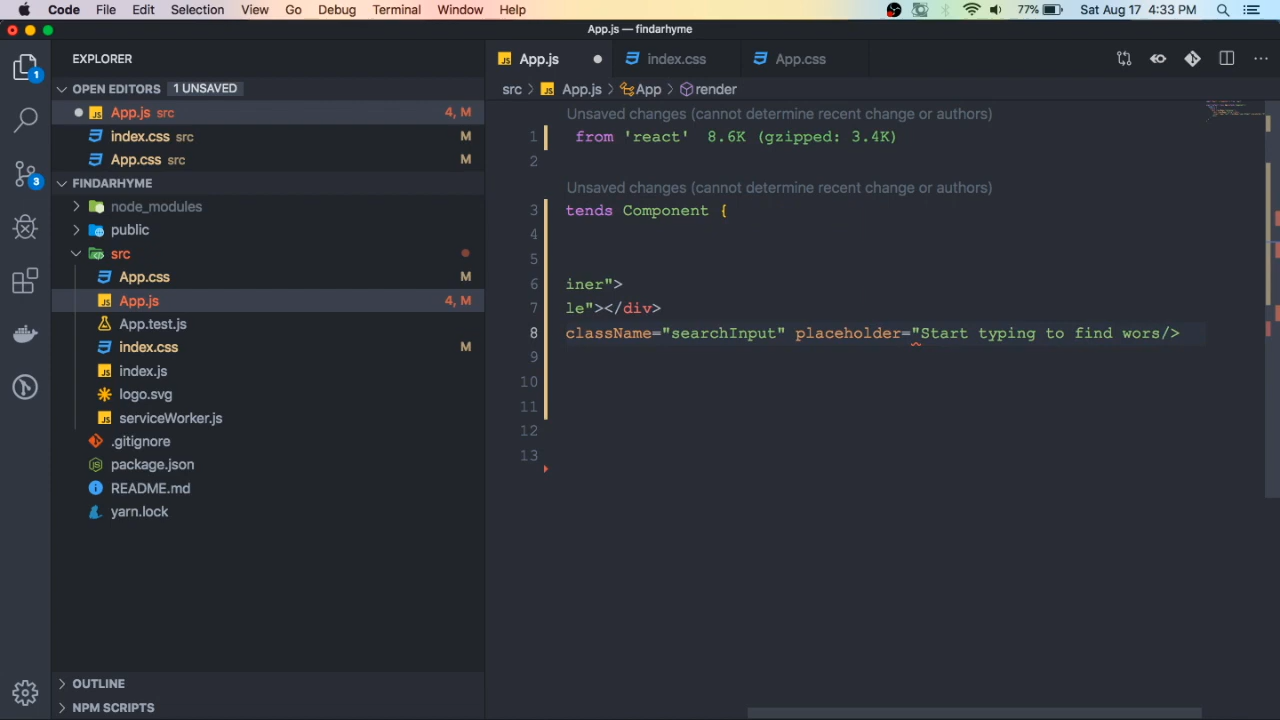 Code File Edit Selection View Go Debug Terminal Window Help 77% Sat Aug 17 4:33 PM
App.js — findarhyme
EXPLORER
App.js index.css App.css
OPEN EDITORS 1 UNSAVED
src App.js App render
App.js src 4, M
index.css src M
App.css src M
FINDARHYME
node_modules
public
src
App.css M
App.js 4, M
App.test.js
index.css M
index.js
logo.svg
serviceWorker.js
.gitignore
package.json
README.md
yarn.lock
OUTLINE
NPM SCRIPTS
1
3
Unsaved changes (cannot determine recent change or authors)
1 from 'react' 8.6K (gzipped: 3.4K)
2
Unsaved changes (cannot determine recent change or authors)
3 tends Component {
4
5
6 iner">
7 le"></div>
8 className="searchInput" placeholder="Start typing to find wors/>
9
10
11
12
13